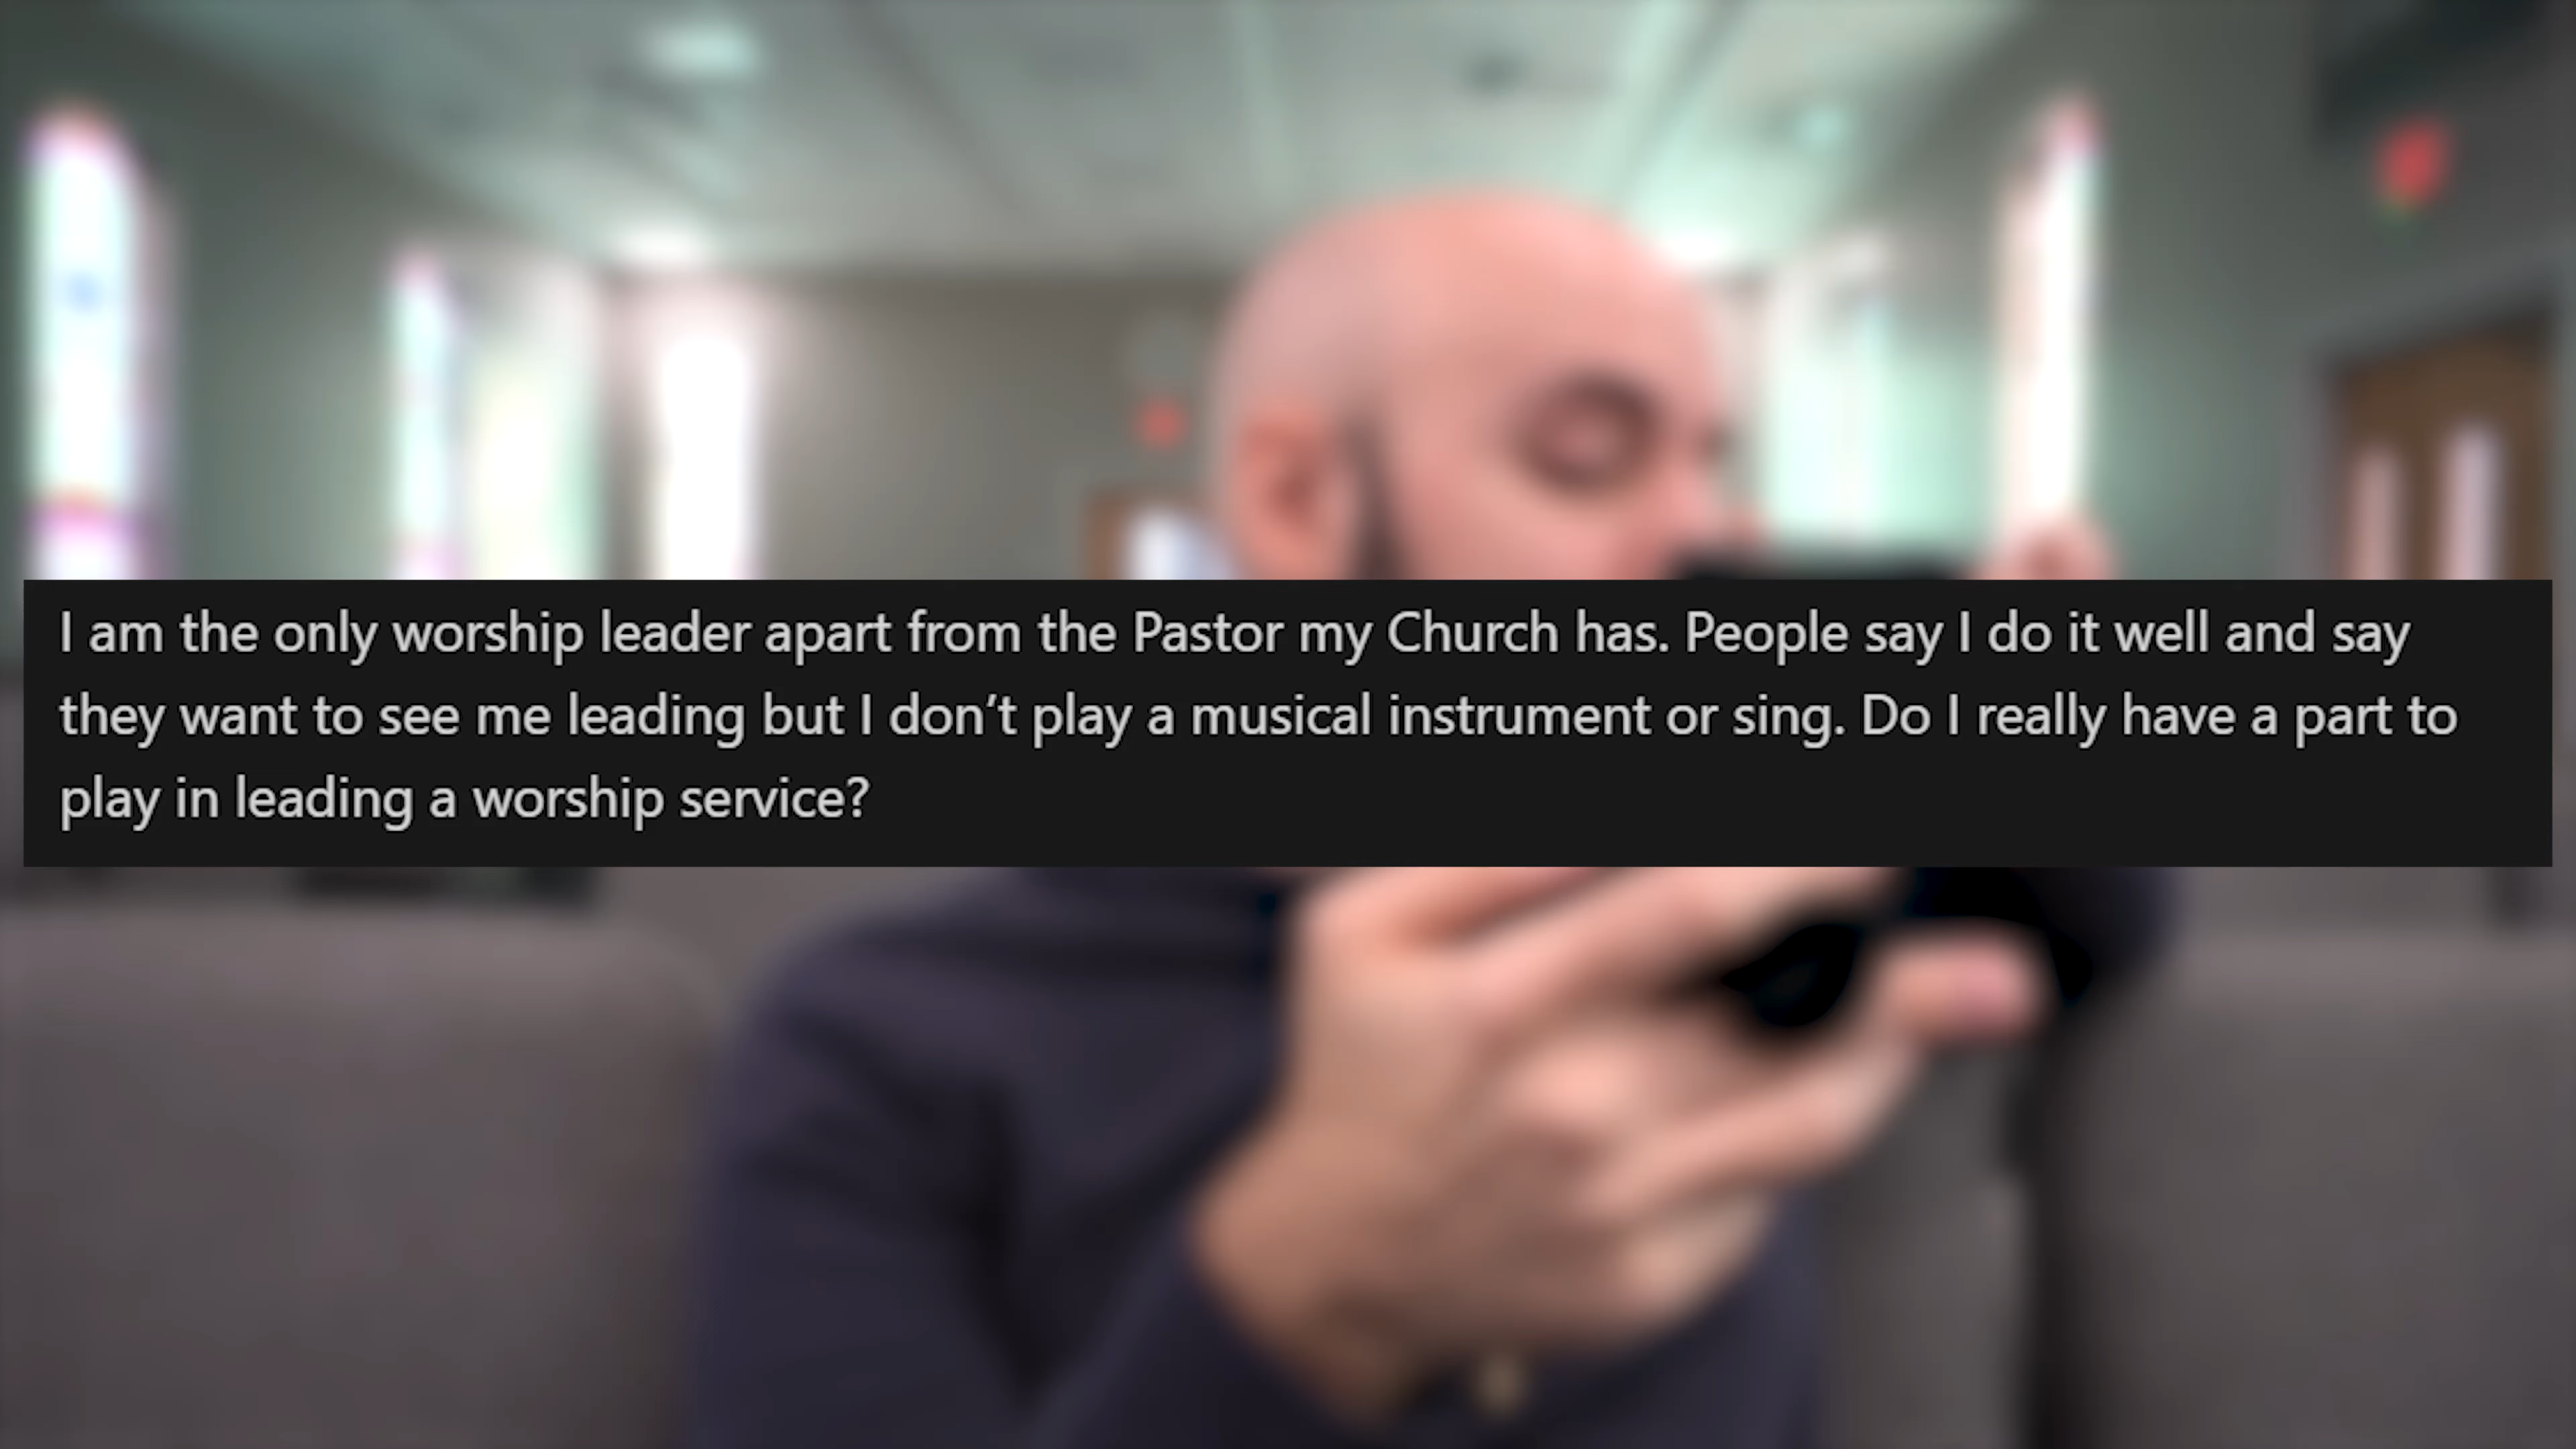 I am the only worship leader apart from the Pastor my Church has. People say I do it well and say
they want to see me leading but I don’t play a musical instrument or sing. Do I really have a part to
play in leading a worship service?